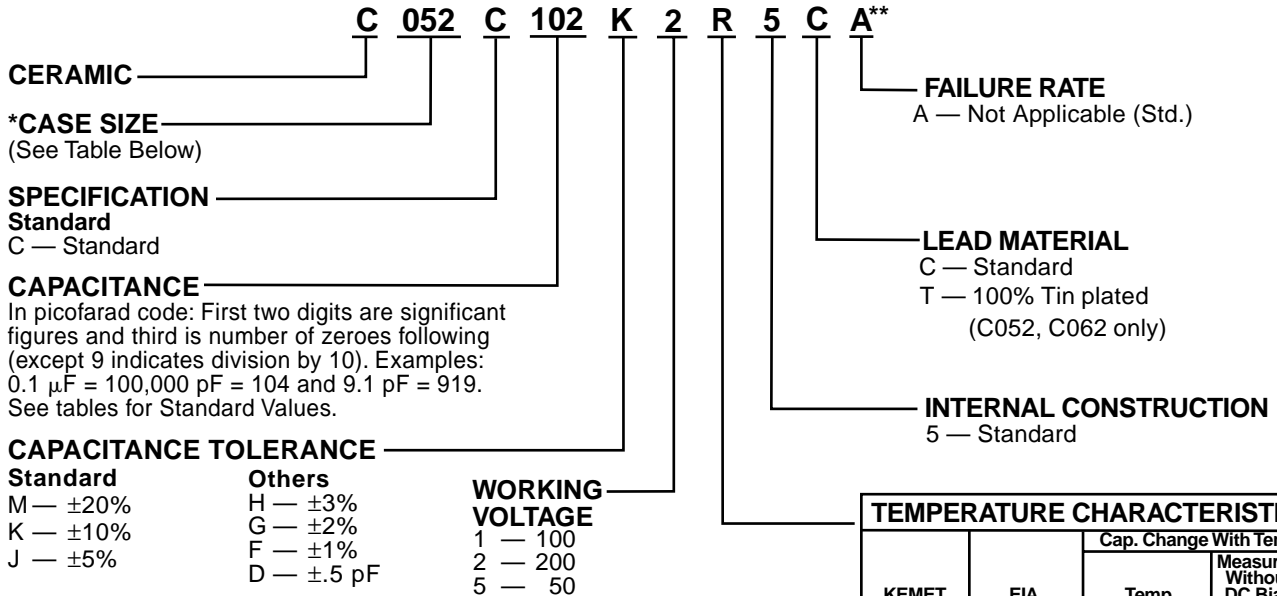 C 052 C 102 K 2 R 5 C A**
CERAMIC
*CASE SIZE
(See Table Below)
SPECIFICATION
Standard
C — Standard
CAPACITANCE
In picofarad code: First two digits are significant
figures and third is number of zeroes following
(except 9 indicates division by 10). Examples:
0.1 μF = 100,000 pF = 104 and 9.1 pF = 919.
See tables for Standard Values.
CAPACITANCE TOLERANCE
Standard
M — ±20%
K — ±10%
J — ±5%
Others
H — ±3%
G — ±2%
F — ±1%
D — ±.5 pF
WORKING
VOLTAGE
1 — 100
2 — 200
5 — 50
FAILURE RATE
A — Not Applicable (Std.)
LEAD MATERIAL
C — Standard
T — 100% Tin plated
(C052, C062 only)
INTERNAL CONSTRUCTION
5 — Standard
TEMPERATURE
Cap. Change With
DC
KEMET EIA Temp